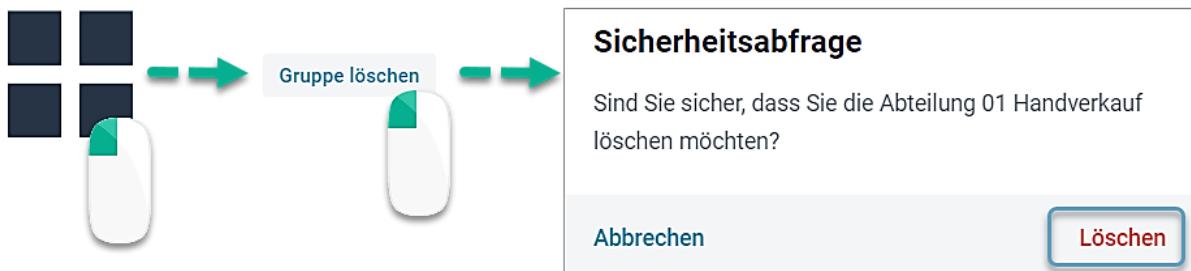 Gruppe löschen
Sicherheitsabfrage
Sind Sie sicher, dass Sie die Abteilung 01 Handverkauf
löschen möchten?
Abbrechen
Löschen